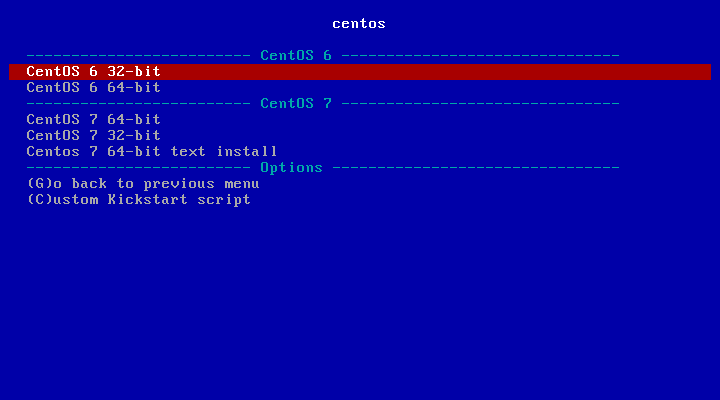 centos
------------------------- CentOS 6 -------------------------------
CentOS 6 32-bit
CentOS 6 64-bit
------------------------- CentOS 7 -------------------------------
CentOS 7 64-bit
CentOS 7 32-bit
Centos 7 64-bit text install
------------------------- Options --------------------------------
(G)o back to previous menu
(C)ustom Kickstart script